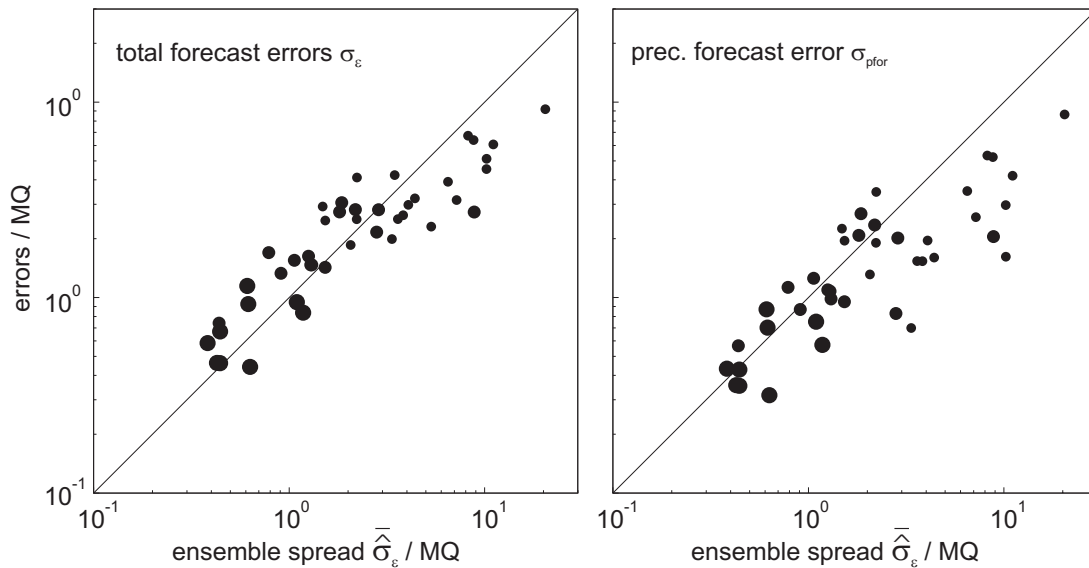 total forecast errors σε
prec. forecast error σpfor
errors / MQ
10⁰
10⁰
10⁻¹
10⁻¹
10⁰
10¹
10⁻¹
10⁰
10¹
ensemble spread σ̂̄ε / MQ
ensemble spread σ̂̄ε / MQ